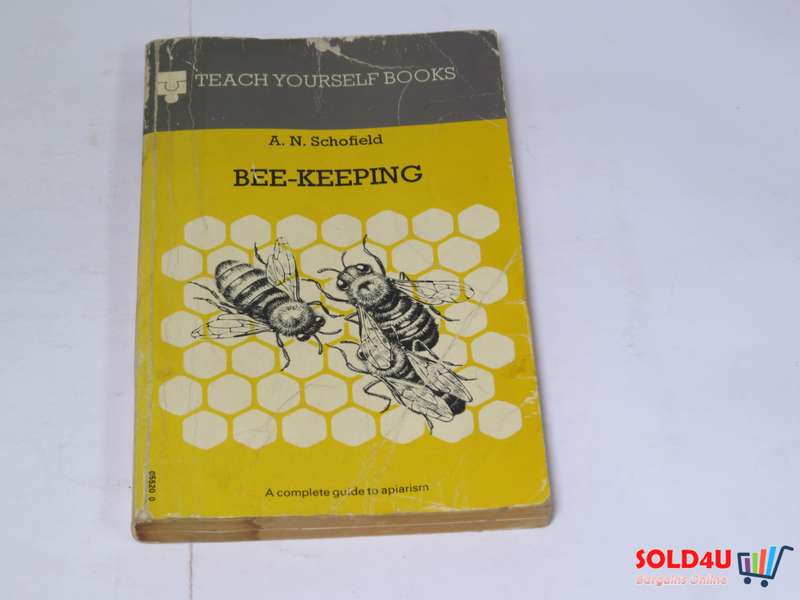 TEACH YOURSELF BOOKS
A. N. Schofield
BEE-KEEPING
05520 0
A complete guide to apiarism
SOLD4U
Bargains Online